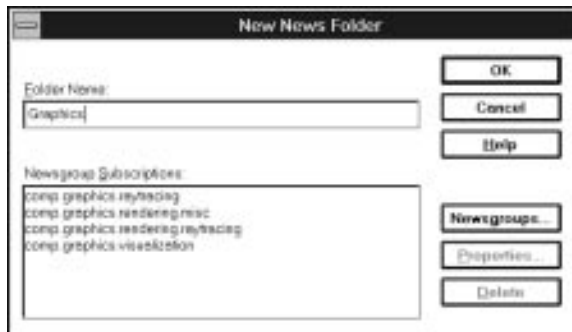 New News Folder
Folder Name:
Graphics
OK
Cancel
Help
Newsgroup Subscriptions:
comp.graphics.raytracing
comp.graphics.rendering.misc
comp.graphics.rendering.raytracing
comp.graphics.visualization
Newsgroups...
Properties...
Delete